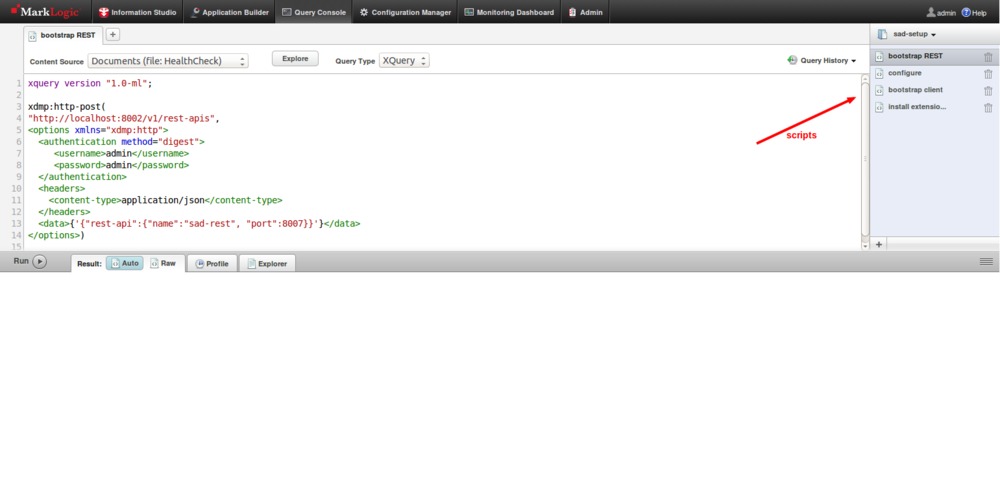 MarkLogic Information Studio Application Builder Query Console Configuration Manager Monitoring Dashboard Admin admin Help
bootstrap REST +
sad-setup
Content Source Documents (file: HealthCheck) Explore Query Type XQuery Query History
bootstrap REST
configure
bootstrap client
install extensio...
scripts
1 xquery version "1.0-ml";
2
3 xdmp:http-post(
4 "http://localhost:8002/v1/rest-apis",
5 <options xmlns="xdmp:http">
6 <authentication method="digest">
7 <username>admin</username>
8 <password>admin</password>
9 </authentication>
10 <headers>
11 <content-type>application/json</content-type>
12 </headers>
13 <data>{'{"rest-api":{"name":"sad-rest", "port":8007}}'}</data>
14 </options>)
15
+
Run Result: Auto Raw Profile Explorer